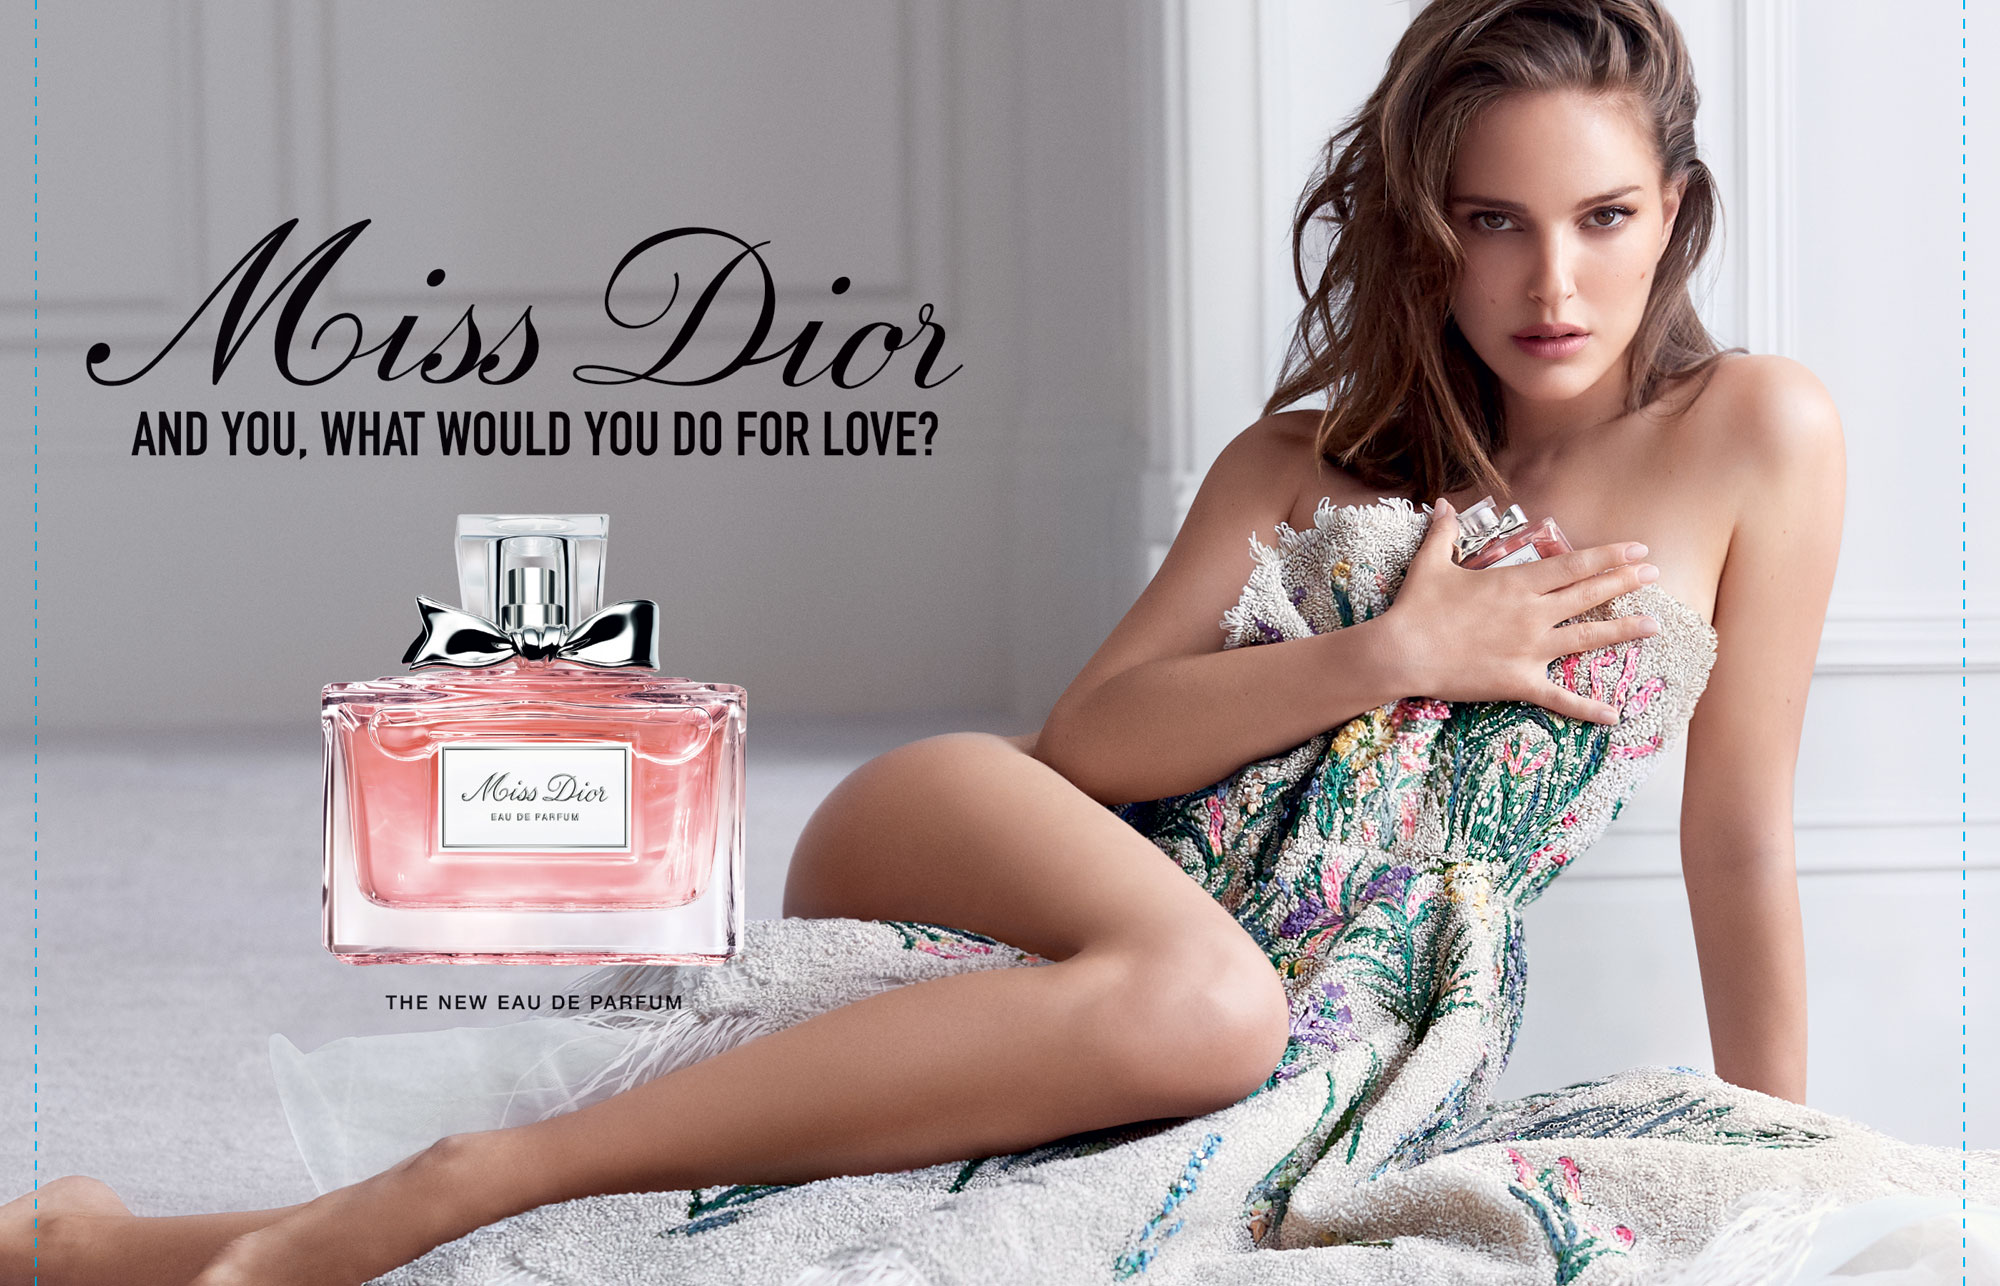 Miss Dior
AND YOU, WHAT WOULD YOU DO FOR LOVE?
Miss Dior
EAU DE PARFUM
THE NEW EAU DE PARFUM